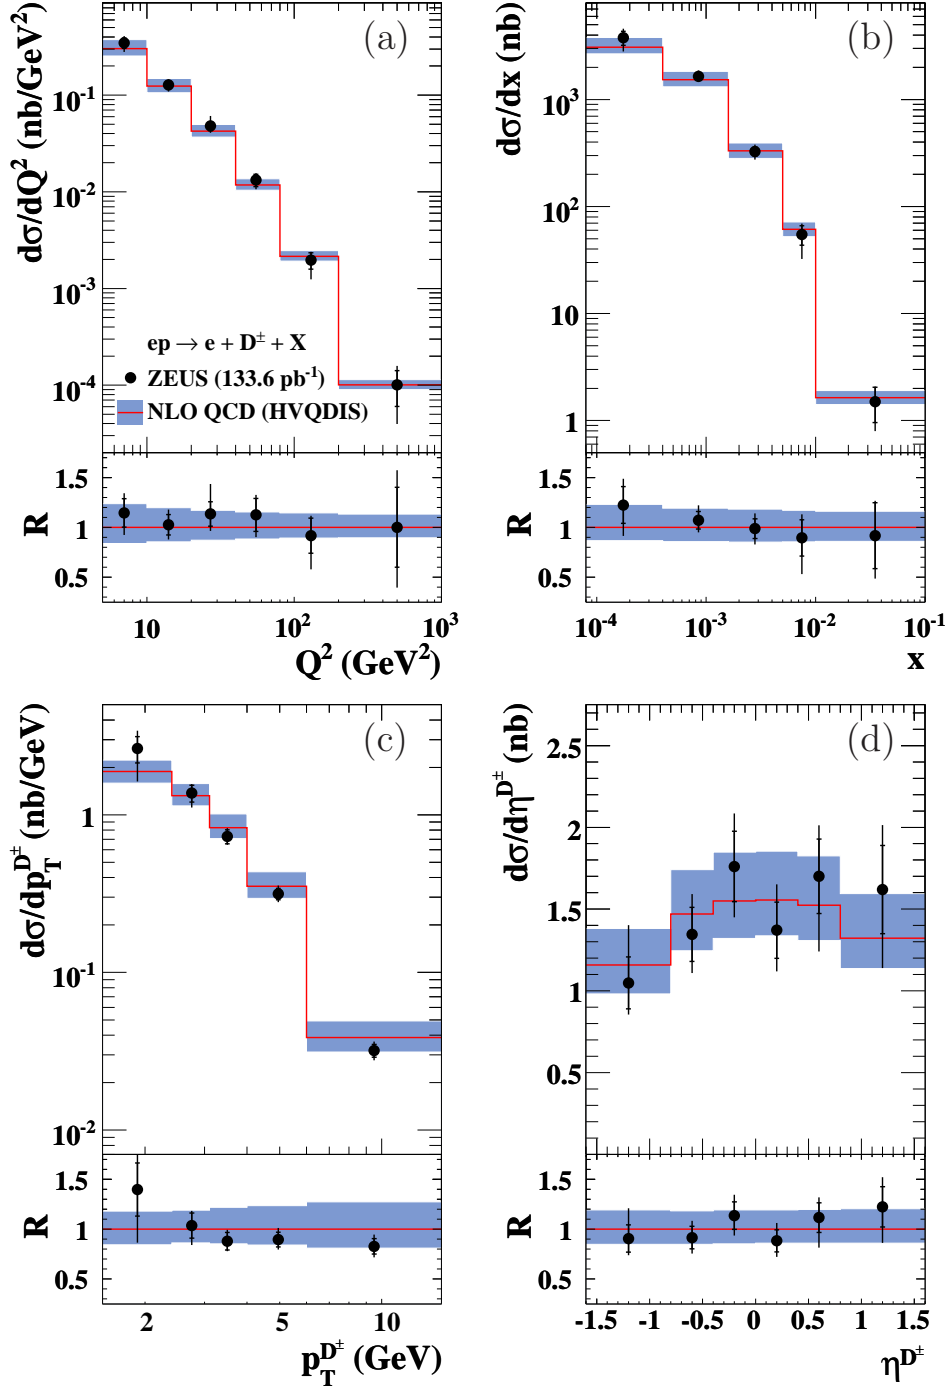 (a)
dσ/dQ² (nb/GeV²)
10⁻¹
10⁻²
10⁻³
10⁻⁴
ep → e + D± + X
ZEUS (133.6 pb⁻¹)
NLO QCD (HVQDIS)
R
1.5
1
0.5
10
10²
10³
Q² (GeV²)
(b)
dσ/dx (nb)
10³
10²
10
1
R
1.5
1
0.5
10⁻⁴
10⁻³
10⁻²
10⁻¹
x
(c)
dσ/dp_T^D± (nb/GeV)
1
10⁻¹
10⁻²
R
1.5
1
0.5
2
5
10
p_T^D± (GeV)
(d)
dσ/dη^D± (nb)
2.5
2
1.5
1
0.5
R
1.5
1
0.5
-1.5
-1
-0.5
0
0.5
1
1.5
η^D±